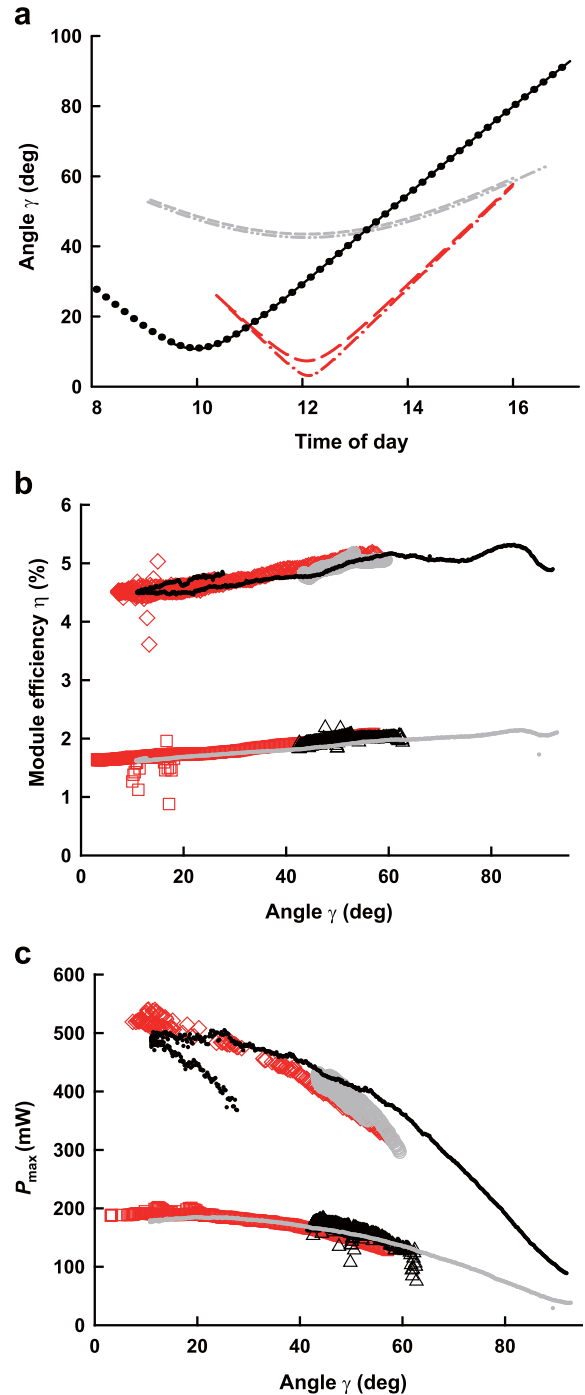 a
100
80
60
40
20
0
Angle γ (deg)
8 10 12 14 16
Time of day
b
6
5
4
3
2
1
0
Module efficiency η (%)
0 20 40 60 80
Angle γ (deg)
c
600
500
400
300
200
100
0
Pmax (mW)
0 20 40 60 80
Angle γ (deg)